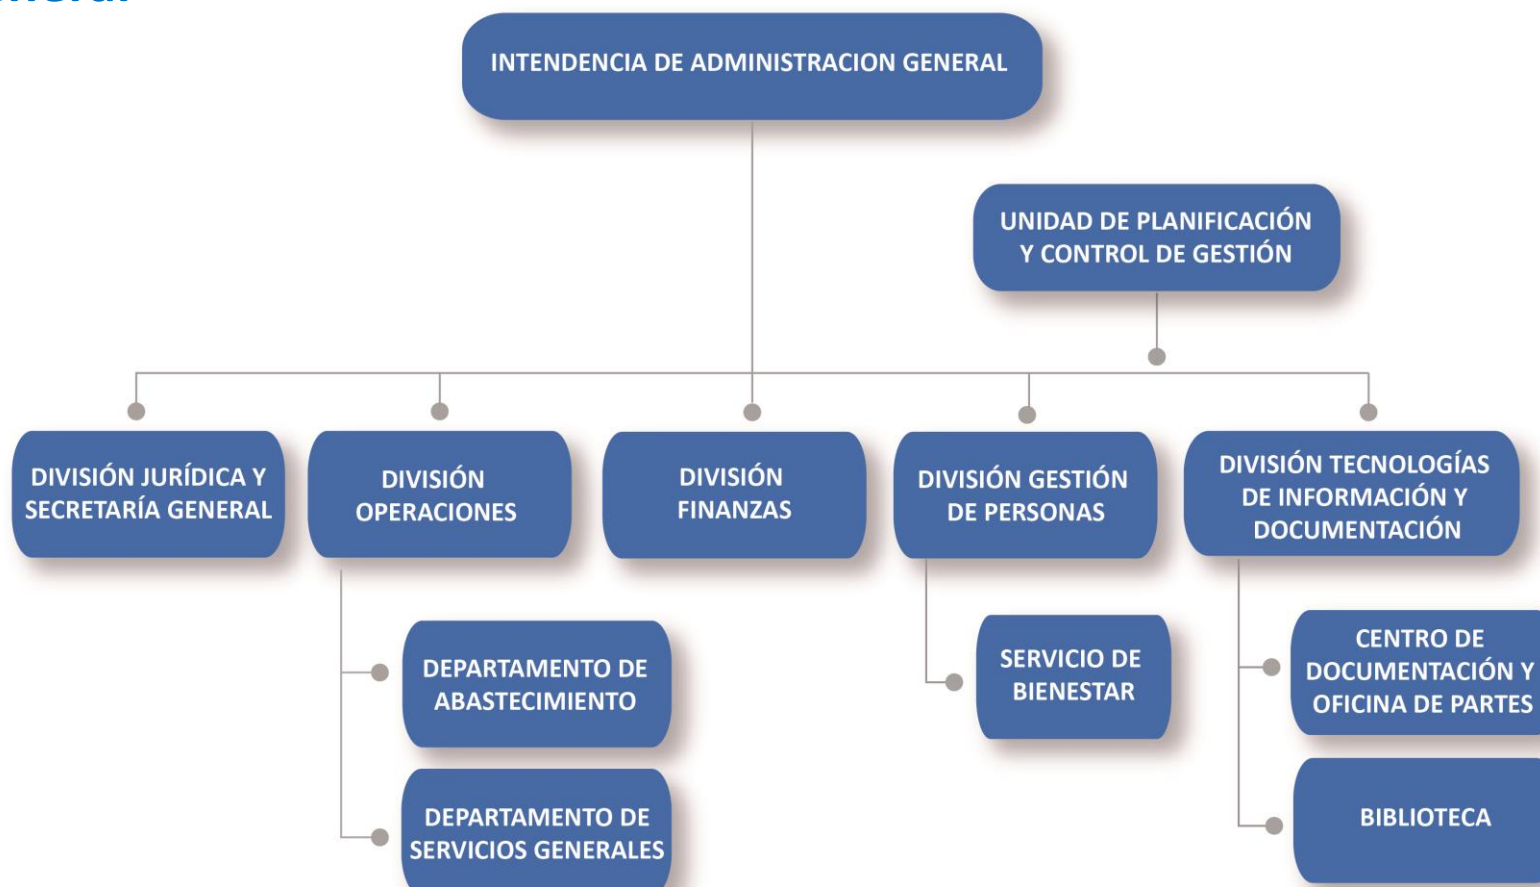 INTENDENCIA DE ADMINISTRACION GENERAL
UNIDAD DE PLANIFICACIÓN
Y CONTROL DE GESTIÓN
DIVISIÓN JURÍDICA Y
SECRETARÍA GENERAL
DIVISIÓN
OPERACIONES
DIVISIÓN
FINANZAS
DIVISIÓN GESTIÓN
DE PERSONAS
DIVISIÓN TECNOLOGÍAS
DE INFORMACIÓN Y
DOCUMENTACIÓN
DEPARTAMENTO DE
ABASTECIMIENTO
DEPARTAMENTO DE
SERVICIOS GENERALES
SERVICIO DE
BIENESTAR
CENTRO DE
DOCUMENTACIÓN Y
OFICINA DE PARTES
BIBLIOTECA